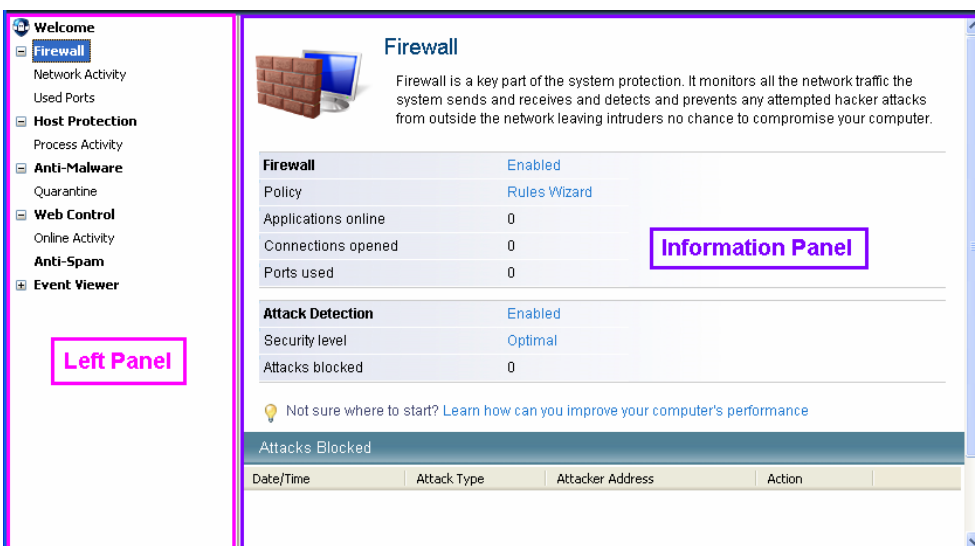 Welcome
Firewall
Network Activity
Used Ports
Host Protection
Process Activity
Anti-Malware
Quarantine
Web Control
Online Activity
Anti-Spam
Event Viewer
Left Panel
Firewall
Firewall is a key part of the system protection. It monitors all the network traffic the
system sends and receives and detects and prevents any attempted hacker attacks
from outside the network leaving intruders no chance to compromise your computer.
Firewall Enabled
Policy Rules Wizard
Applications online 0
Connections opened 0
Ports used 0
Information Panel
Attack Detection Enabled
Security level Optimal
Attacks blocked 0
Not sure where to start? Learn how can you improve your computer's performance
Attacks Blocked
Date/Time Attack Type Attacker Address Action